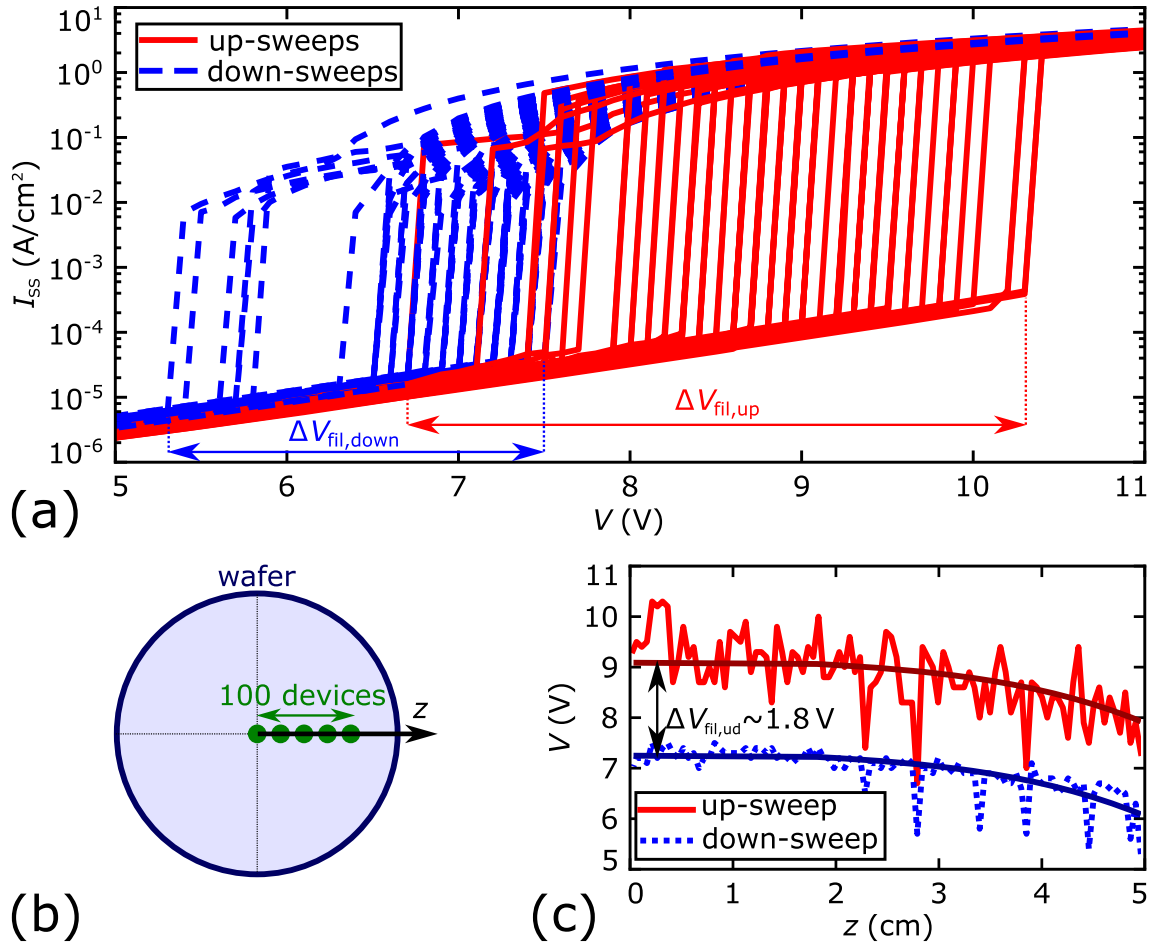 10¹
10⁰
10⁻¹
10⁻²
10⁻³
10⁻⁴
10⁻⁵
10⁻⁶
I_ss (A/cm²)
up-sweeps
down-sweeps
ΔV_fil,up
ΔV_fil,down
5 6 7 8 9 10 11
V (V)
(a)
wafer
100 devices
z
(b)
11
10
9
8
7
6
5
V (V)
ΔV_fil,ud~1.8 V
up-sweep
down-sweep
0 1 2 3 4 5
z (cm)
(c)